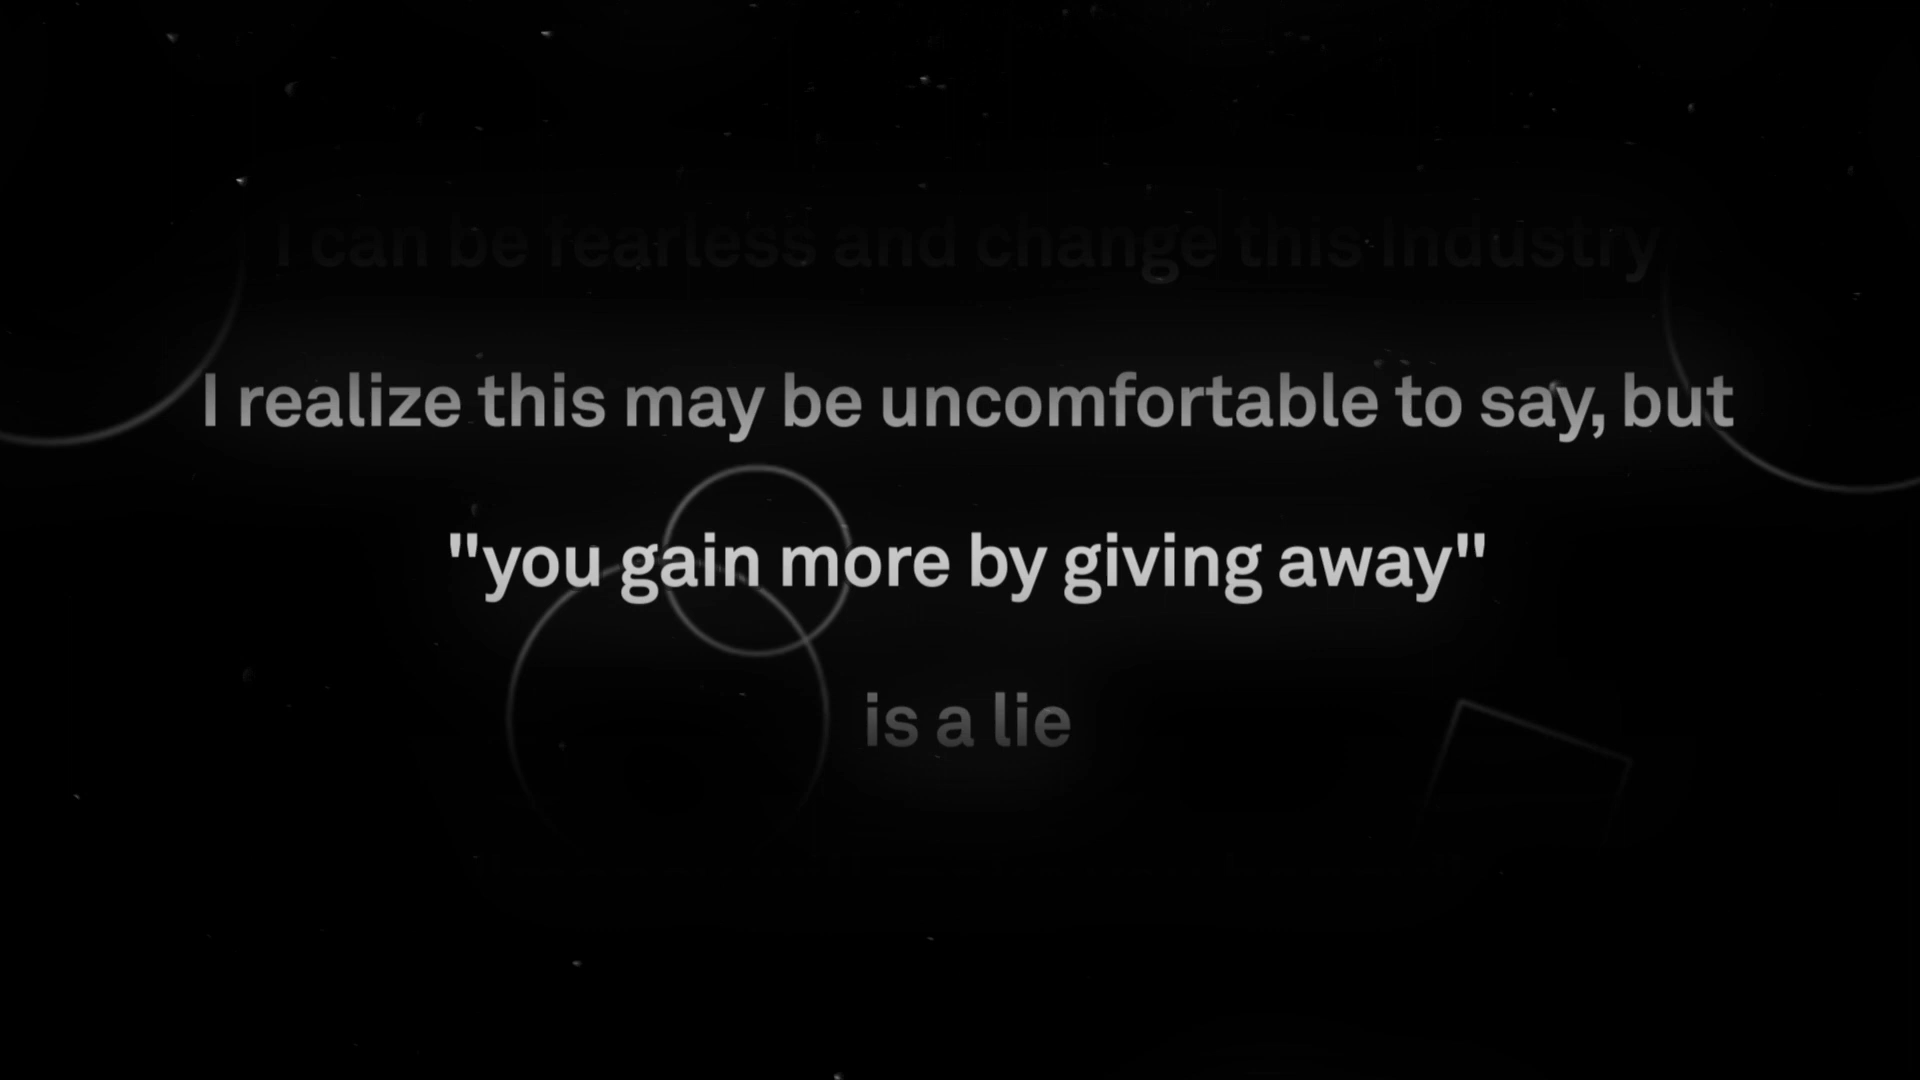 I can be fearless and change this Industry
I realize this may be uncomfortable to say, but
"you gain more by giving away"
is a lie